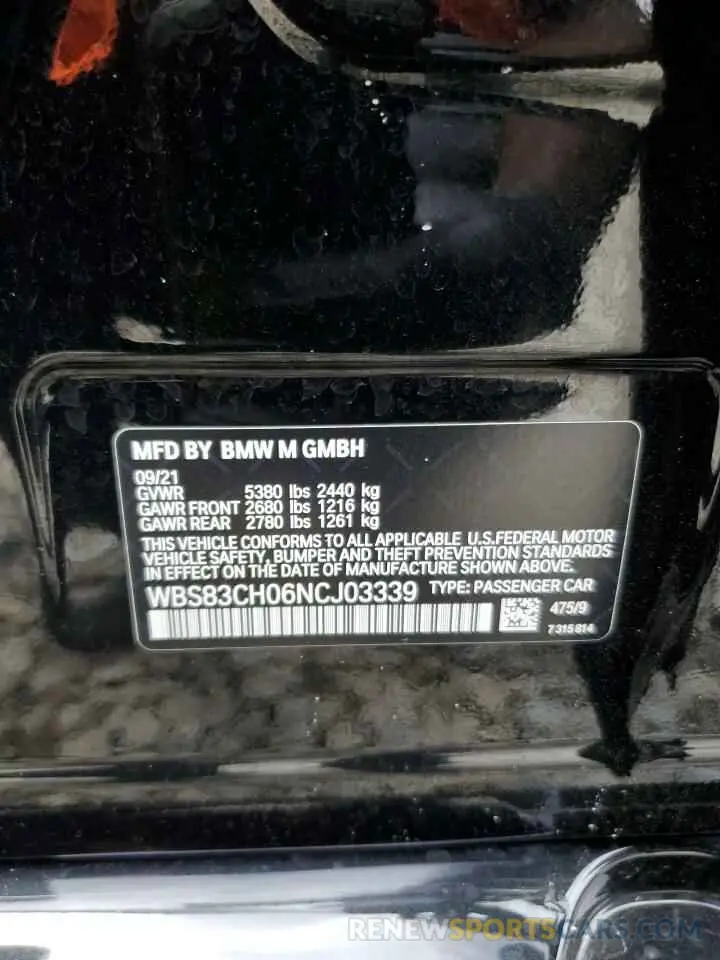 MFD BY BMW M GMBH
09/21
GVWR 5380 lbs 2440 kg
GAWR FRONT 2680 lbs 1216 kg
GAWR REAR 2780 lbs 1261 kg
THIS VEHICLE CONFORMS TO ALL APPLICABLE U.S.FEDERAL MOTOR
VEHICLE SAFETY, BUMPER AND THEFT PREVENTION STANDARDS
IN EFFECT ON THE DATE OF MANUFACTURE SHOWN ABOVE.
WBS83CH06NCJ03339 TYPE: PASSENGER CAR
475/9
7315814
RENEWSPORTSCARS.COM